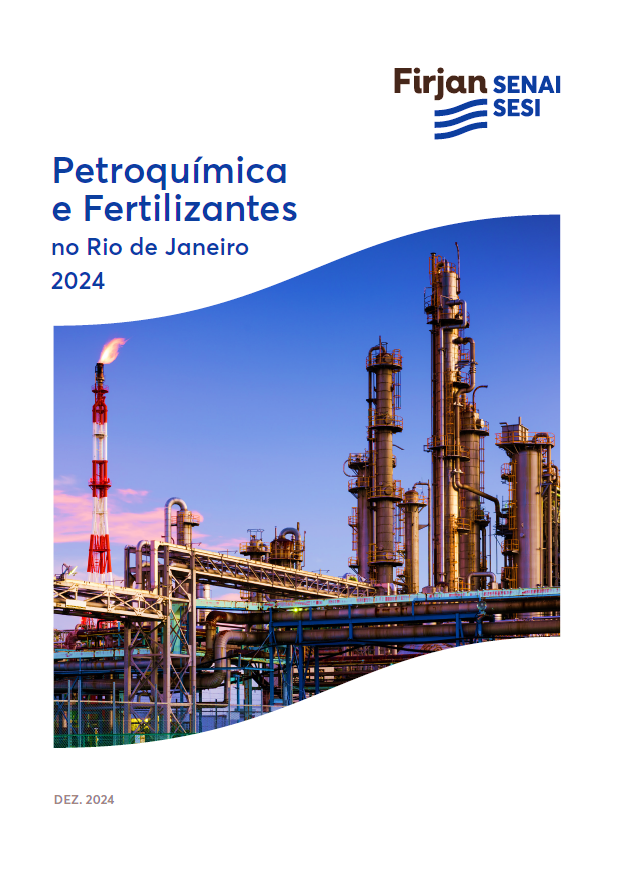 Firjan SENAI
SESI
Petroquímica
e Fertilizantes
no Rio de Janeiro
2024
DEZ. 2024